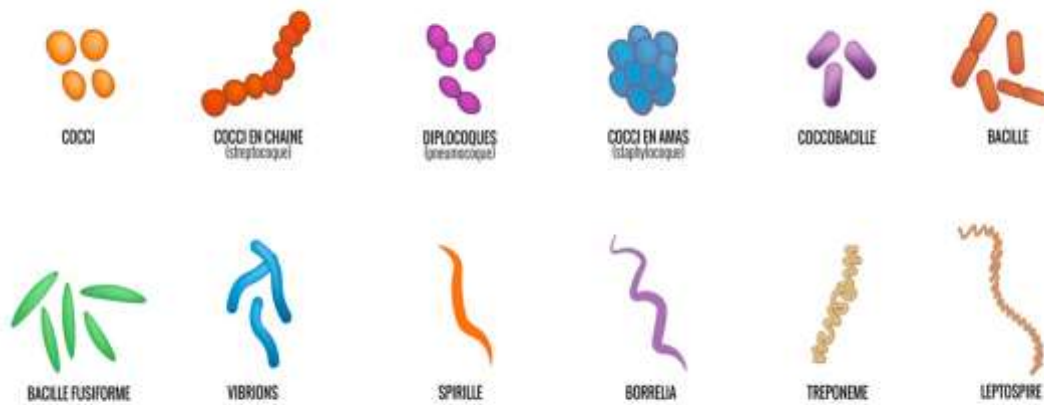 COCCI
COCCI EN CHAINE
(streptocoque)
DIPLOCOQUES
(pneumocoque)
COCCI EN AMAS
(staphylocoque)
COCCOBACILLE
BACILLE
BACILLE FUSIFORME
VIBRIONS
SPIRILLE
BORRELIA
TREPONEME
LEPTOSPIRE